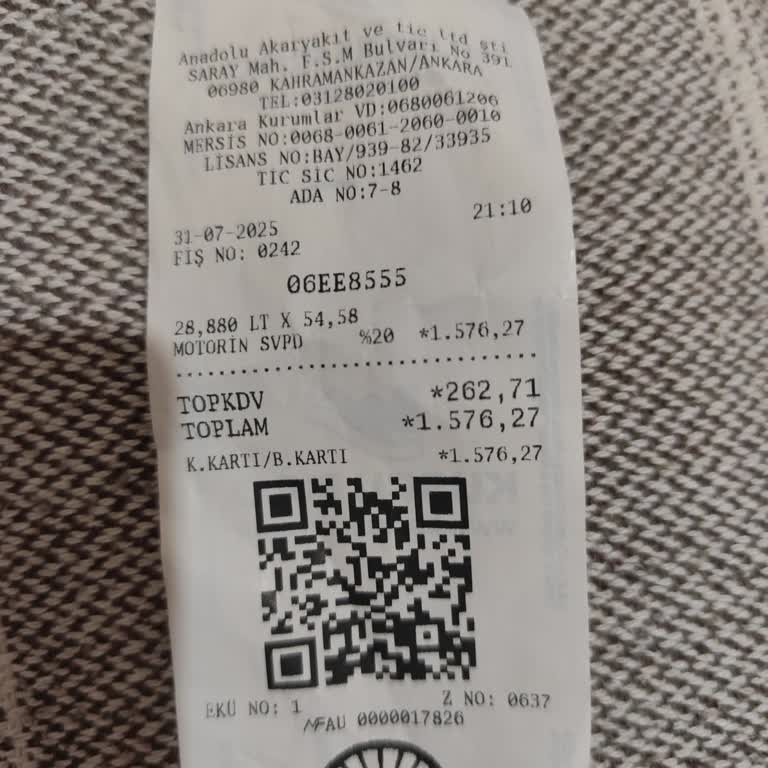 Anadolu Akaryakıt ve tic ltd şti
SARAY Mah. F.S.M Bulvarı No 391
06980 KAHRAMANKAZAN/ANKARA
TEL:03128020100
Ankara Kurumlar VD:0680061206
MERSİS NO:0068-0061-2060-0010
LİSANS NO:BAY/939-82/33935
TİC SİC NO:1462
ADA NO:7-8
31-07-2025 21:10
FİŞ NO: 0242
06EE8555
28,880 LT X 54,58
MOTORİN SVPD %20 *1.576,27
TOPKDV *262,71
TOPLAM *1.576,27
K.KARTI/B.KARTI *1.576,27
EKÜ NO: 1 Z NO: 0637
MFAU 0000017826